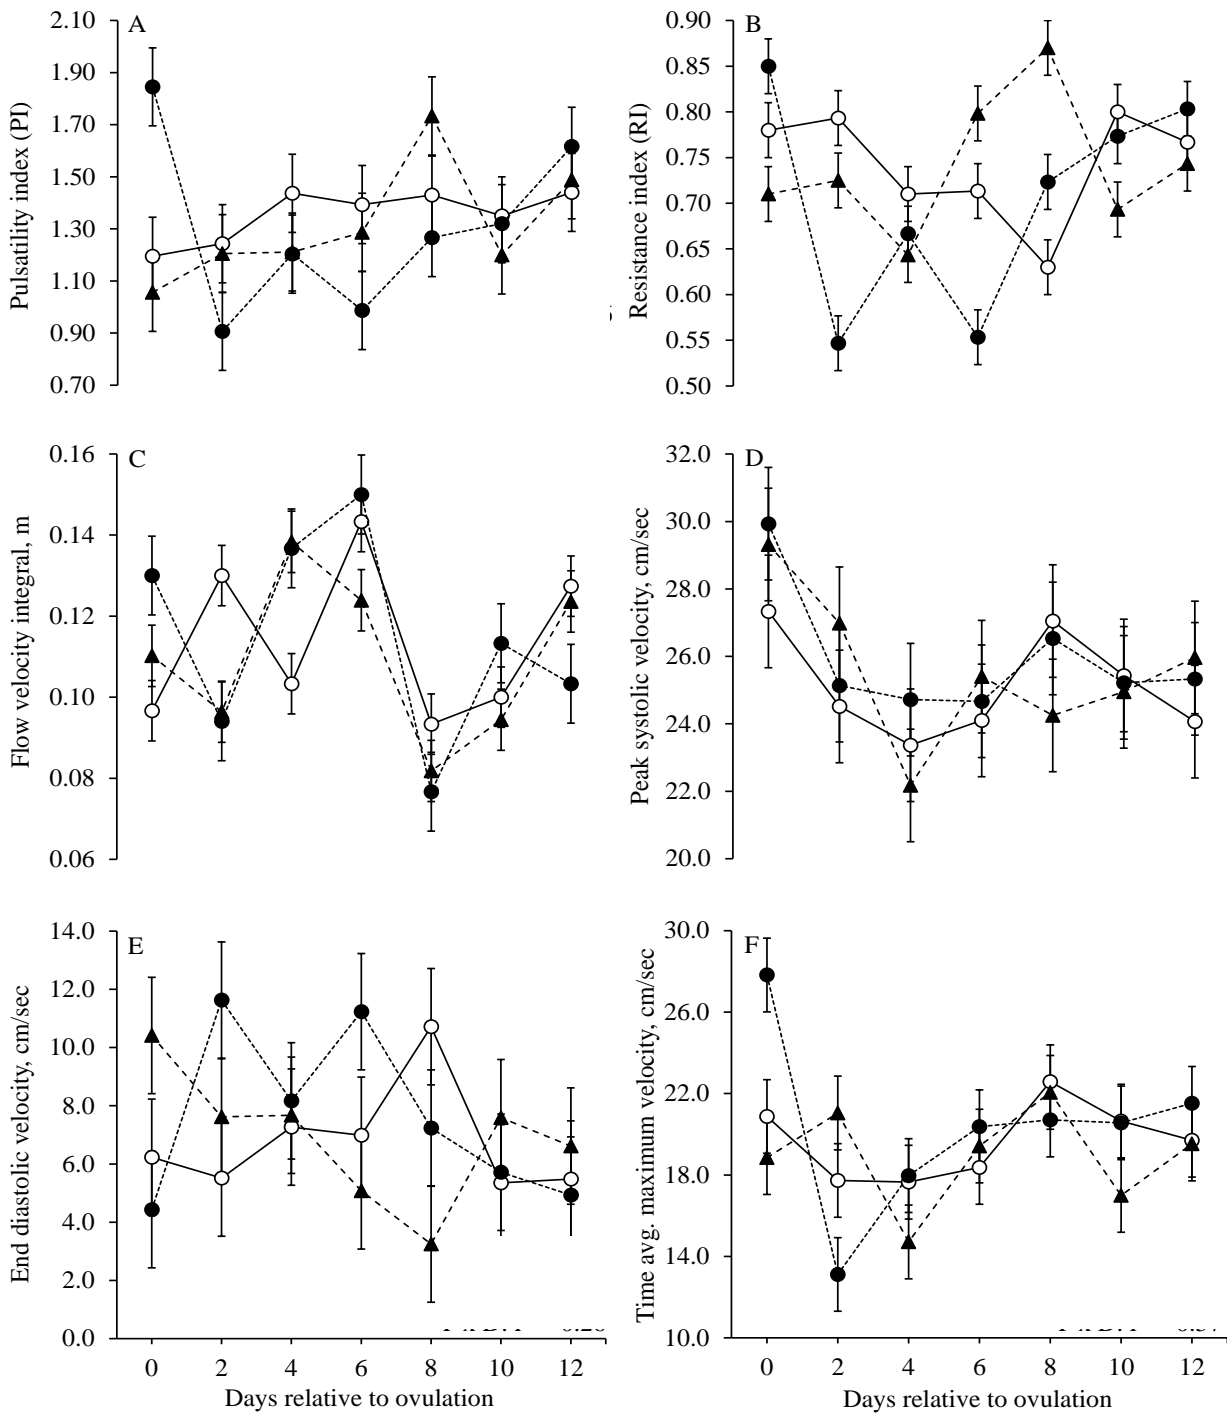 A
Pulsatility index (PI)
2.10
1.90
1.70
1.50
1.30
1.10
0.90
0.70
B
Resistance index (RI)
0.90
0.85
0.80
0.75
0.70
0.65
0.60
0.55
0.50
C
Flow velocity integral, m
0.16
0.14
0.12
0.10
0.08
0.06
D
Peak systolic velocity, cm/sec
32.0
30.0
28.0
26.0
24.0
22.0
20.0
E
End diastolic velocity, cm/sec
14.0
12.0
10.0
8.0
6.0
4.0
2.0
0.0
0 2 4 6 8 10 12
Days relative to ovulation
F
Time avg. maximum velocity, cm/sec
30.0
26.0
22.0
18.0
14.0
10.0
0 2 4 6 8 10 12
Days relative to ovulation